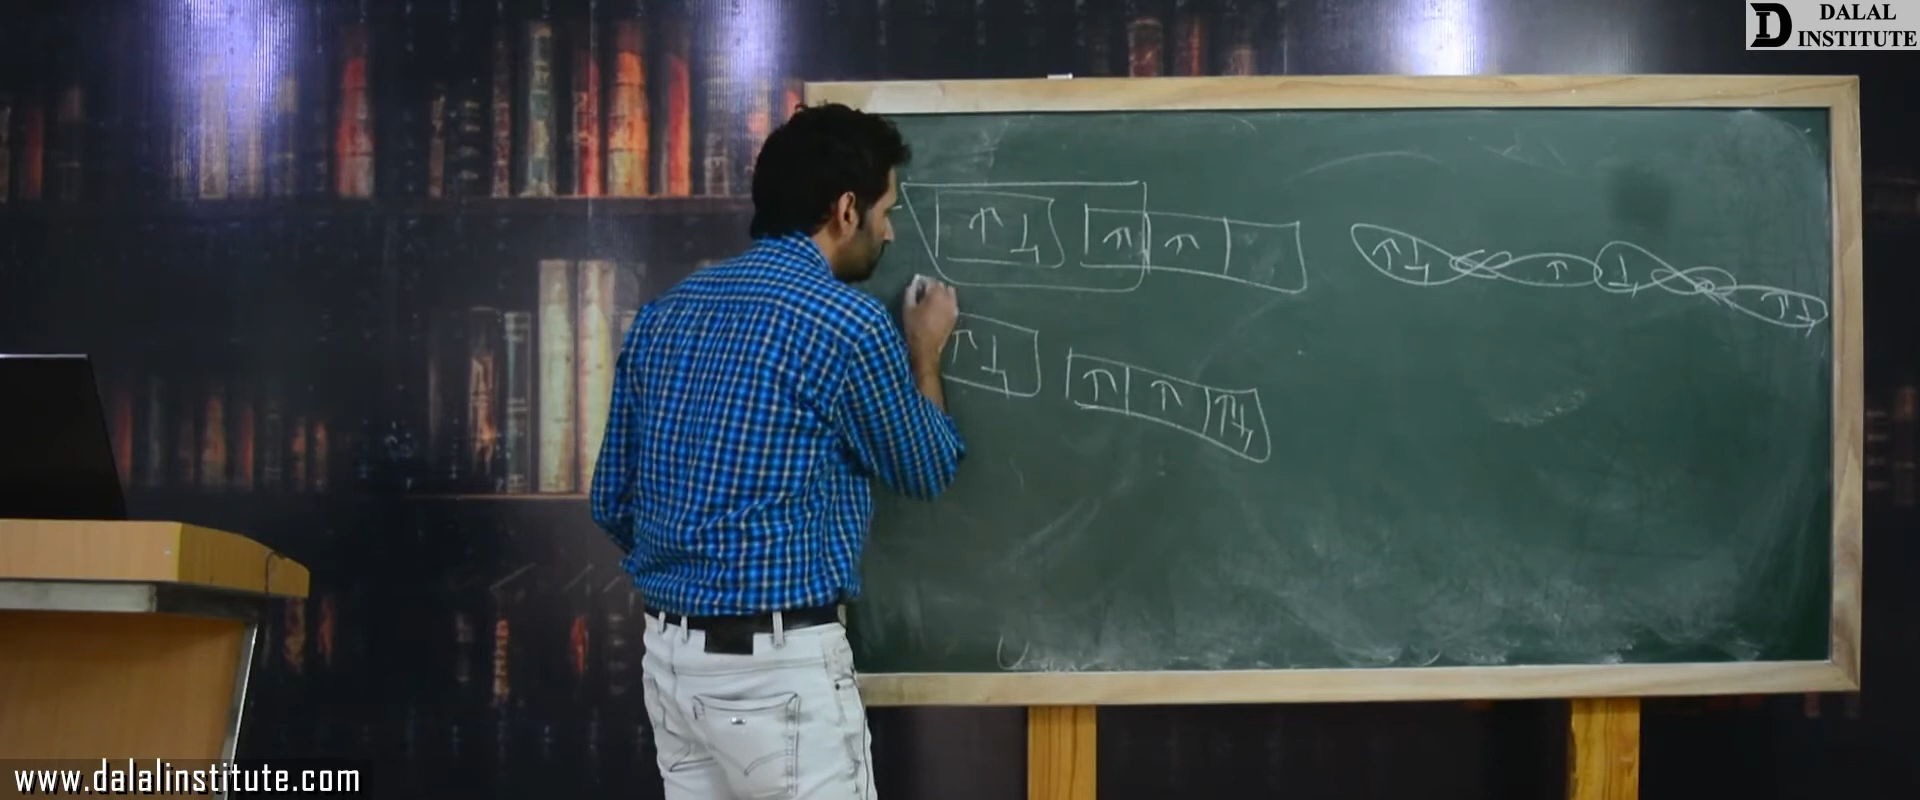 DALAL
INSTITUTE
↑ ↓ ↑ ↑
↑↓ ↑ ↓ ↑↓
↑ ↓ ↑ ↑ ↑↓
www.dalalinstitute.com